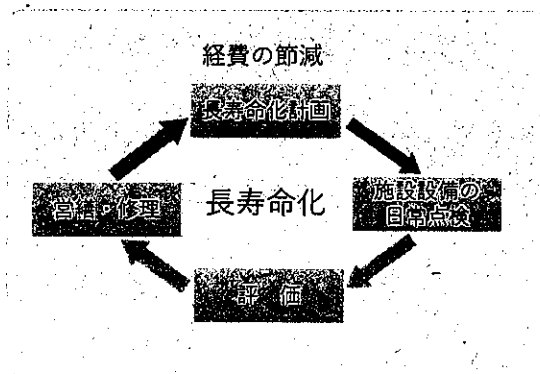 経費の節減
長寿命化計画
施設設備の
日常点検
長寿命化
営繕・修理
評価